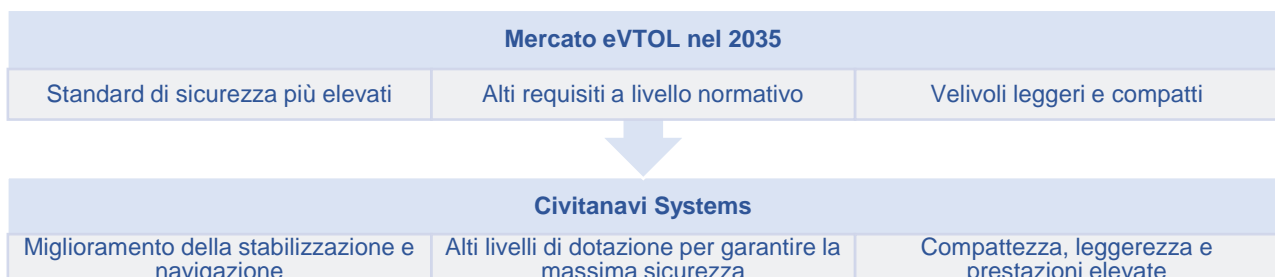 Mercato eVTOL nel 2035
Standard di sicurezza più elevati
Alti requisiti a livello normativo
Velivoli leggeri e compatti
Civitanavi Systems
Miglioramento della stabilizzazione e
navigazione
Alti livelli di dotazione per garantire la
massima sicurezza
Compattezza, leggerezza e
prestazioni elevate